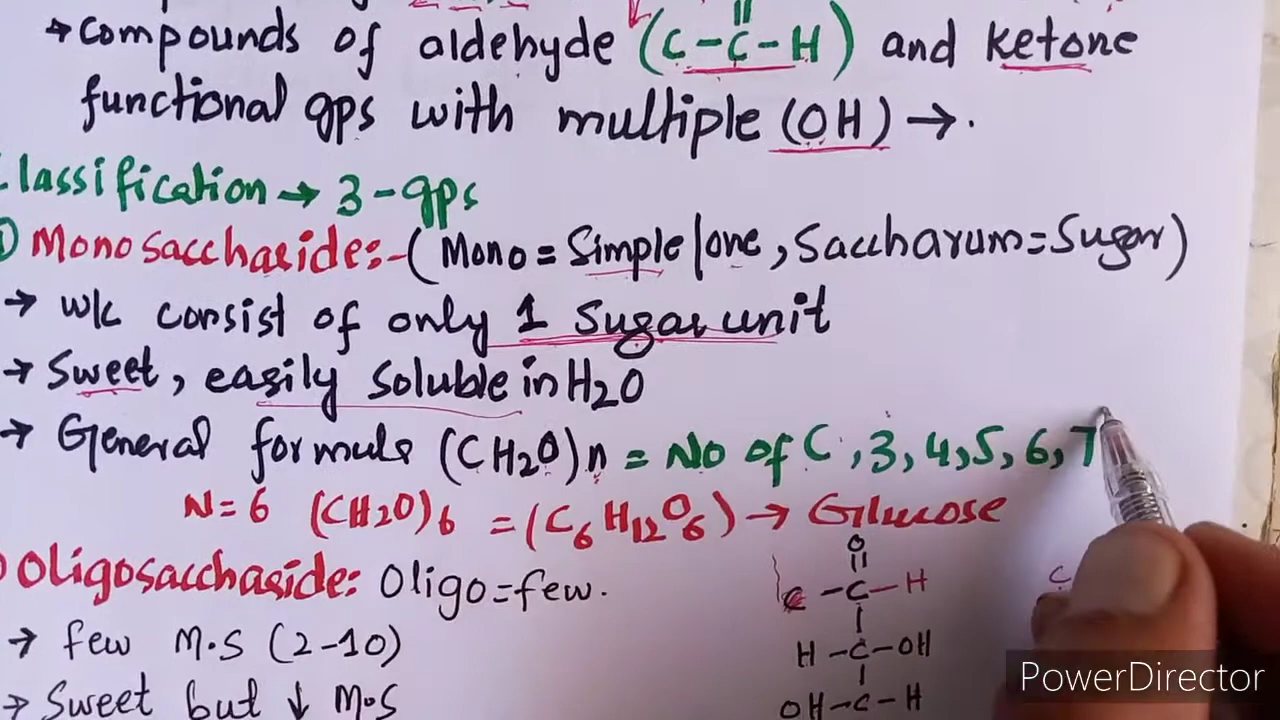 → Compounds of aldehyde (C-C-H) and ketone
functional gps with multiple (OH) → .
Classification → 3-gps
① Monosaccharide:- (Mono = Simple/one, Saccharum = Sugar)
→ w/c consist of only 1 Sugar unit
→ Sweet, easily soluble in H2O
→ General formula (CH2O)n = No of C , 3, 4, 5, 6, 7
N=6 (CH2O)6 = (C6H12O6) → Glucose
Oligosaccharide: Oligo=few.
→ few M.S (2-10)
→ Sweet but ↓ M.S
O
C - C - H
H - C - OH
OH - C - H
C
PowerDirector